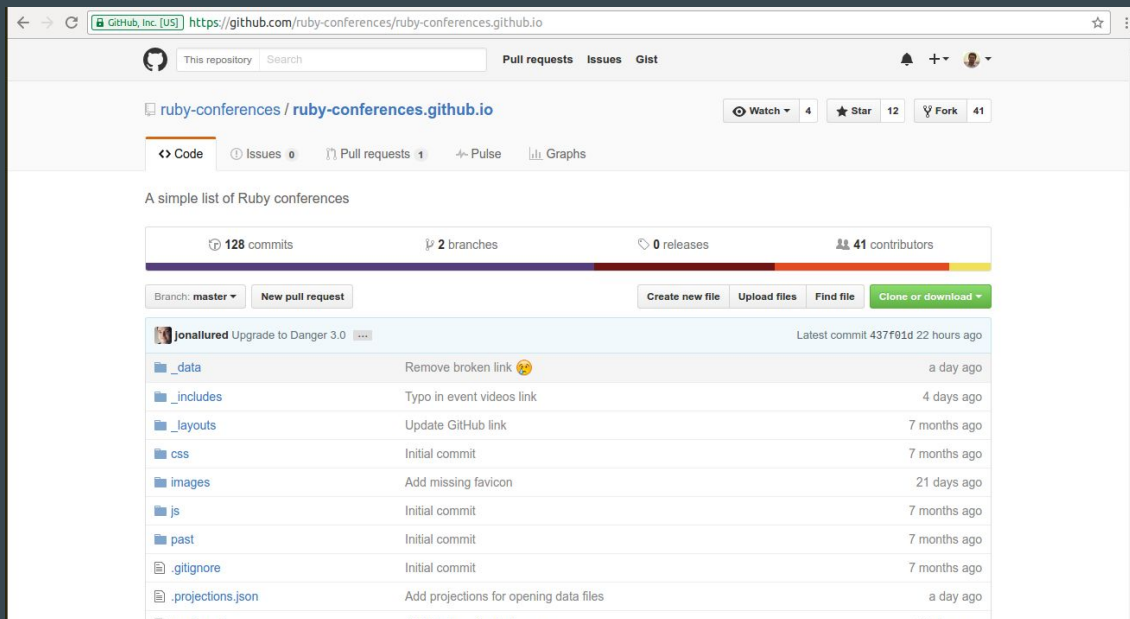 GitHub, Inc. [US] https://github.com/ruby-conferences/ruby-conferences.github.io
This repository Search Pull requests Issues Gist
ruby-conferences / ruby-conferences.github.io Watch 4 Star 12 Fork 41
Code Issues 0 Pull requests 1 Pulse Graphs
A simple list of Ruby conferences
128 commits 2 branches 0 releases 41 contributors
Branch: master New pull request Create new file Upload files Find file Clone or download
jonallured Upgrade to Danger 3.0 ... Latest commit 437f01d 22 hours ago
_data Remove broken link 😢 a day ago
_includes Typo in event videos link 4 days ago
_layouts Update GitHub link 7 months ago
css Initial commit 7 months ago
images Add missing favicon 21 days ago
js Initial commit 7 months ago
past Initial commit 7 months ago
.gitignore Initial commit 7 months ago
.projections.json Add projections for opening data files a day ago